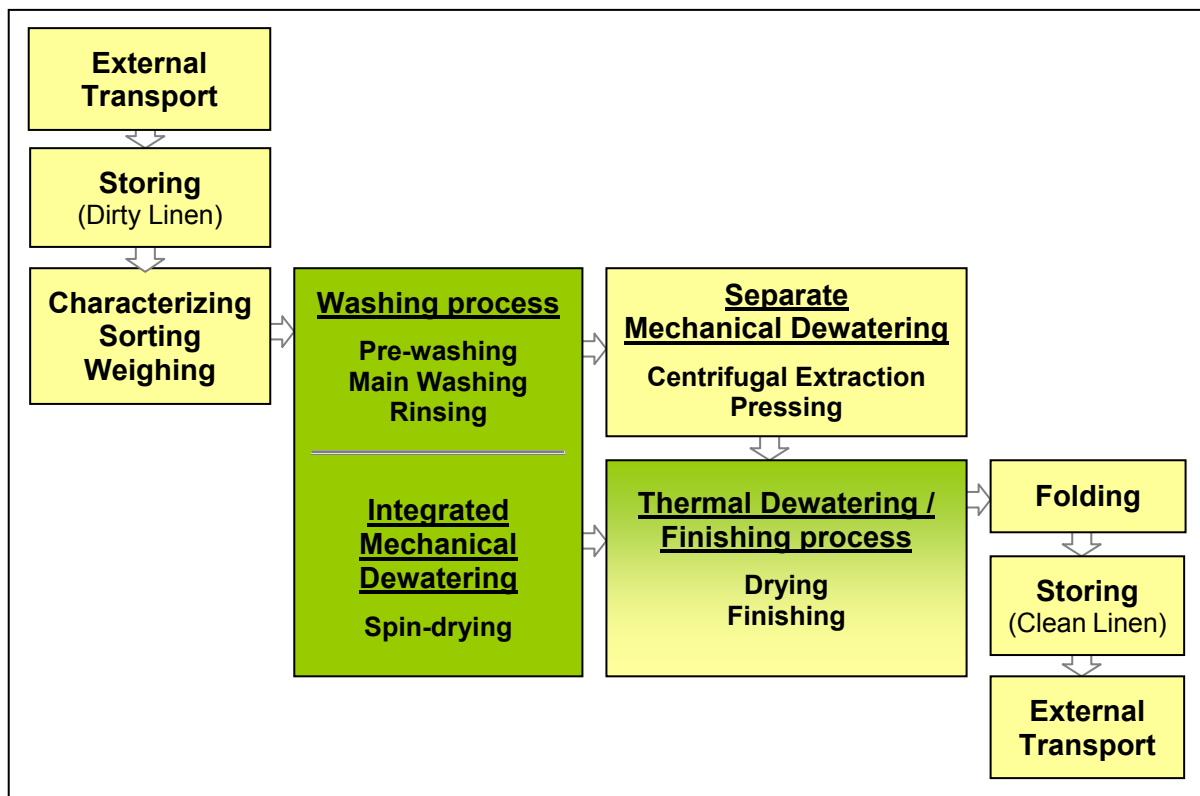 External
Transport
Storing
(Dirty Linen)
Characterizing
Sorting
Weighing
Washing process
Pre-washing
Main Washing
Rinsing
Integrated
Mechanical
Dewatering
Spin-drying
Separate
Mechanical Dewatering
Centrifugal Extraction
Pressing
Thermal Dewatering /
Finishing process
Drying
Finishing
Folding
Storing
(Clean Linen)
External
Transport